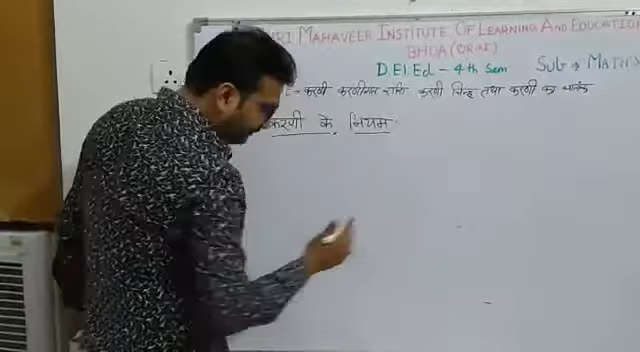 Shri Mahaveer Institute Of Learning And Education
BHUA (ORAI)
D.El.Ed - 4th Sem Sub → Maths
करणी करणीगत राशि करणी चिन्ह तथा करणी का घातांक
करणी के नियम